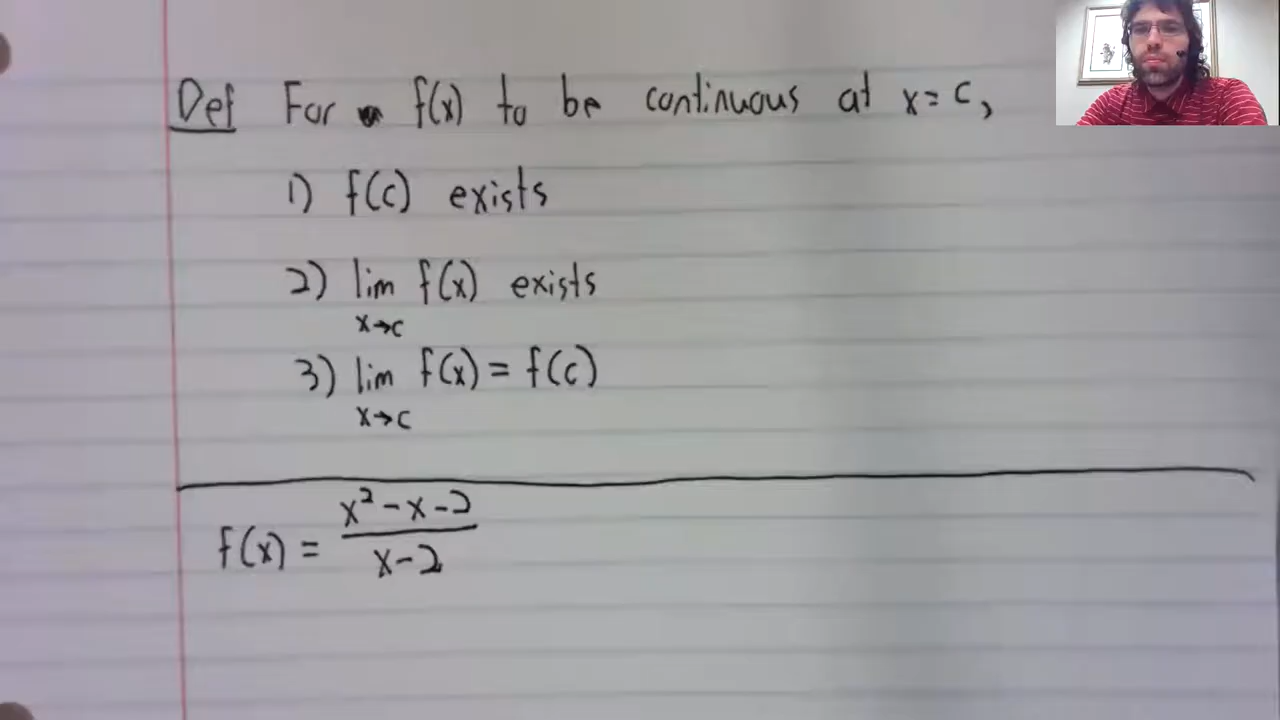 Def For f(x) to be continuous at x=c,
1) f(c) exists
2) lim f(x) exists
x→c
3) lim f(x) = f(c)
x→c
x²-x-2
f(x) =
x-2